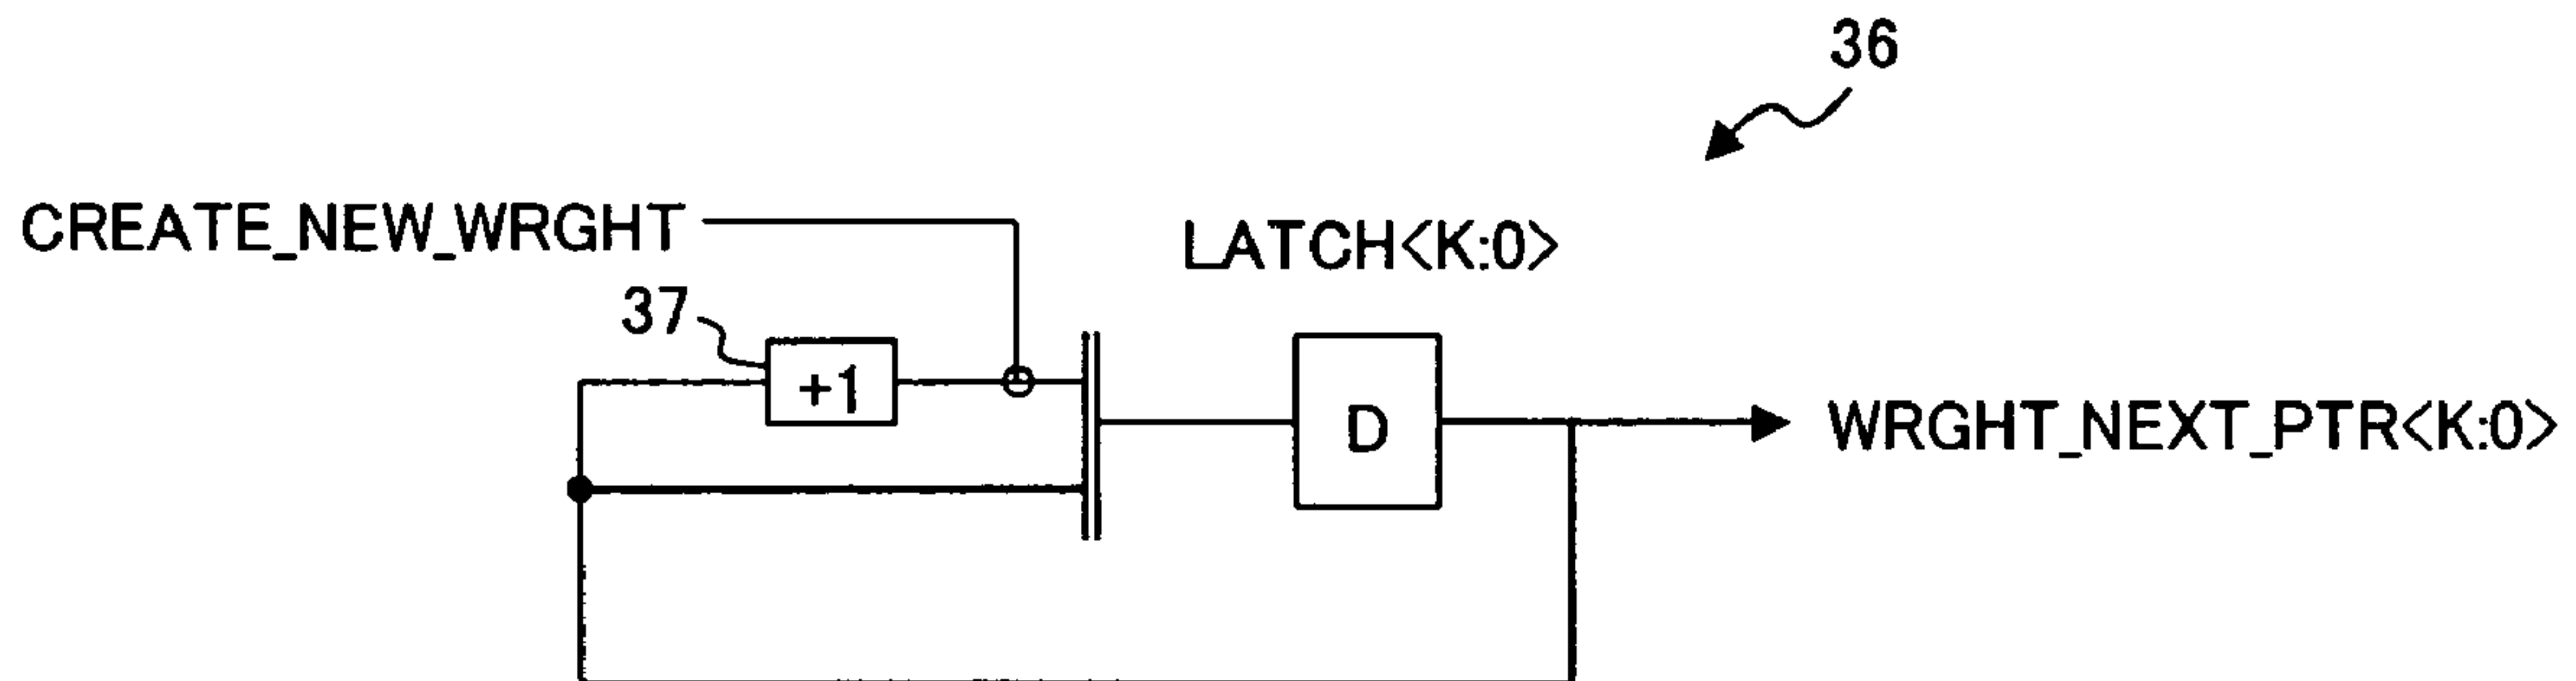 36
CREATE_NEW_WRGHT
LATCH<K:0>
37
+1
D
WRGHT_NEXT_PTR<K:0>